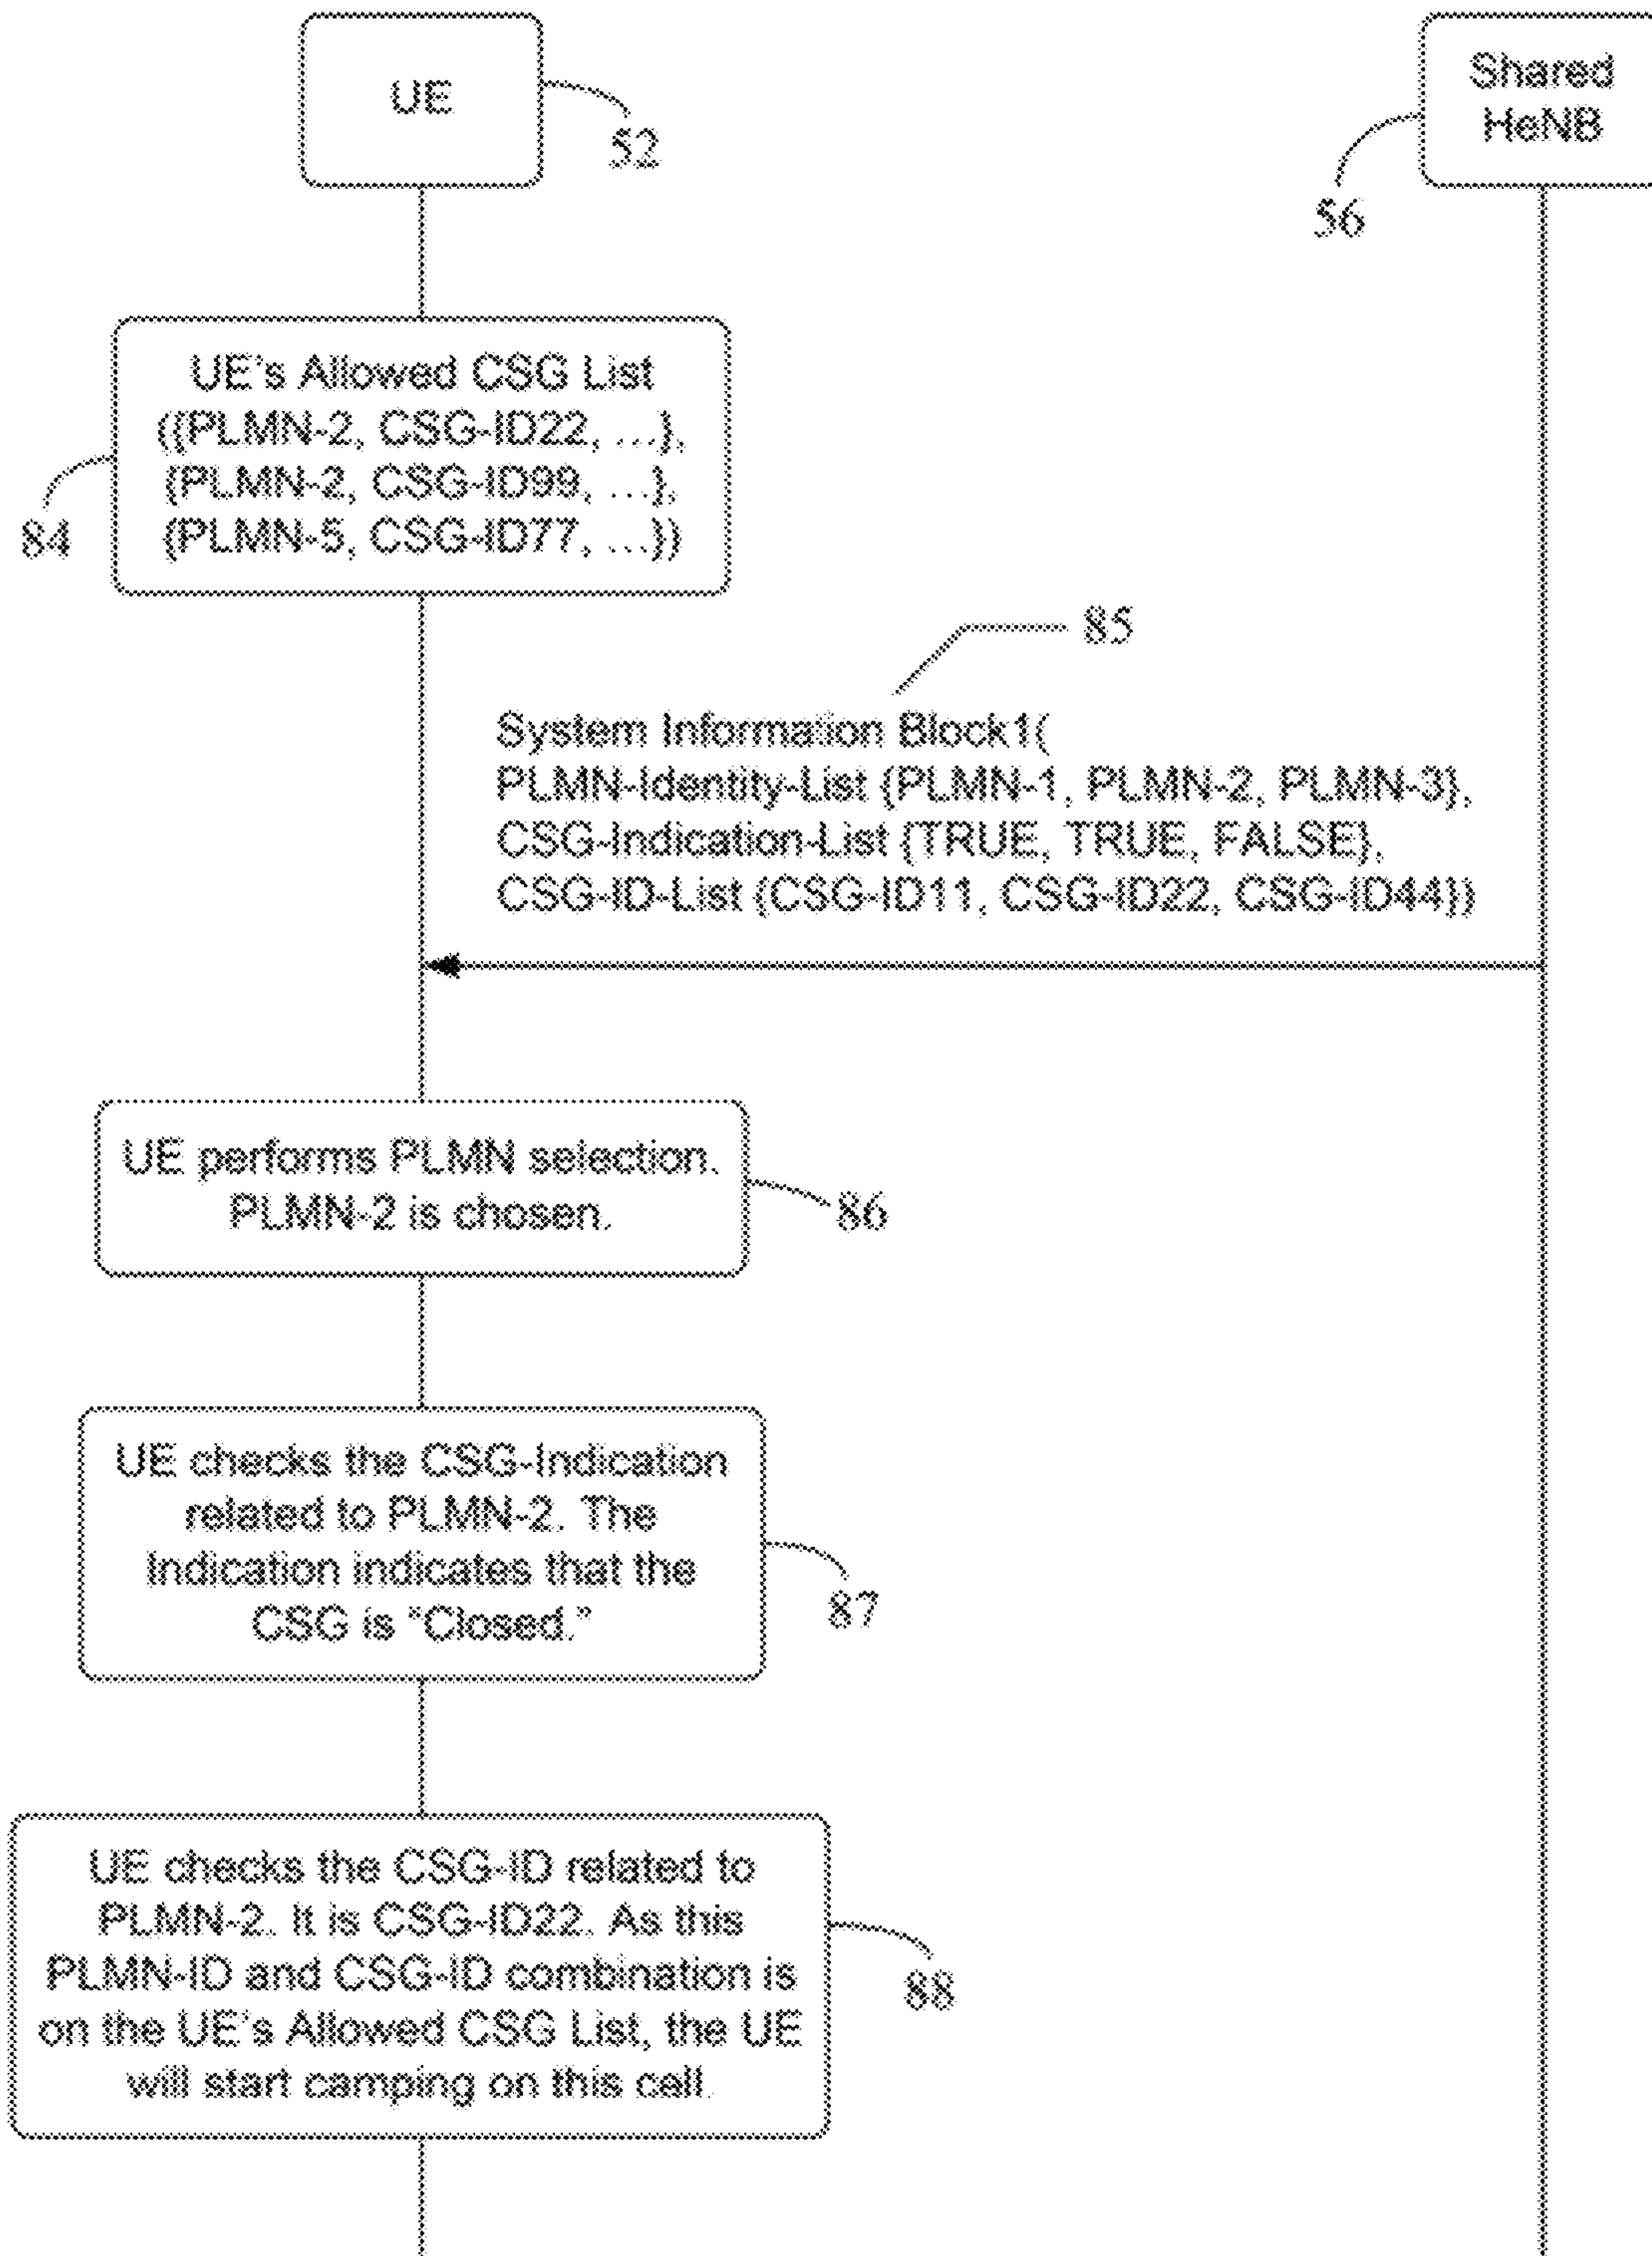 UE
52
Shared
HeNB
56
UE's Allowed CSG List
({PLMN-2, CSG-ID22, ...},
{PLMN-2, CSG-ID99, ...},
{PLMN-5, CSG-ID77, ...})
84
85
System Information Block1(
PLMN-Identity-List {PLMN-1, PLMN-2, PLMN-3},
CSG-Indication-List {TRUE, TRUE, FALSE},
CSG-ID-List {CSG-ID11, CSG-ID22, CSG-ID44})
UE performs PLMN selection.
PLMN-2 is chosen.
86
UE checks the CSG-Indication
related to PLMN-2. The
Indication indicates that the
CSG is "Closed."
87
UE checks the CSG-ID related to
PLMN-2. It is CSG-ID22. As this
PLMN-ID and CSG-ID combination is
on the UE's Allowed CSG List, the UE
will start camping on this cell.
88